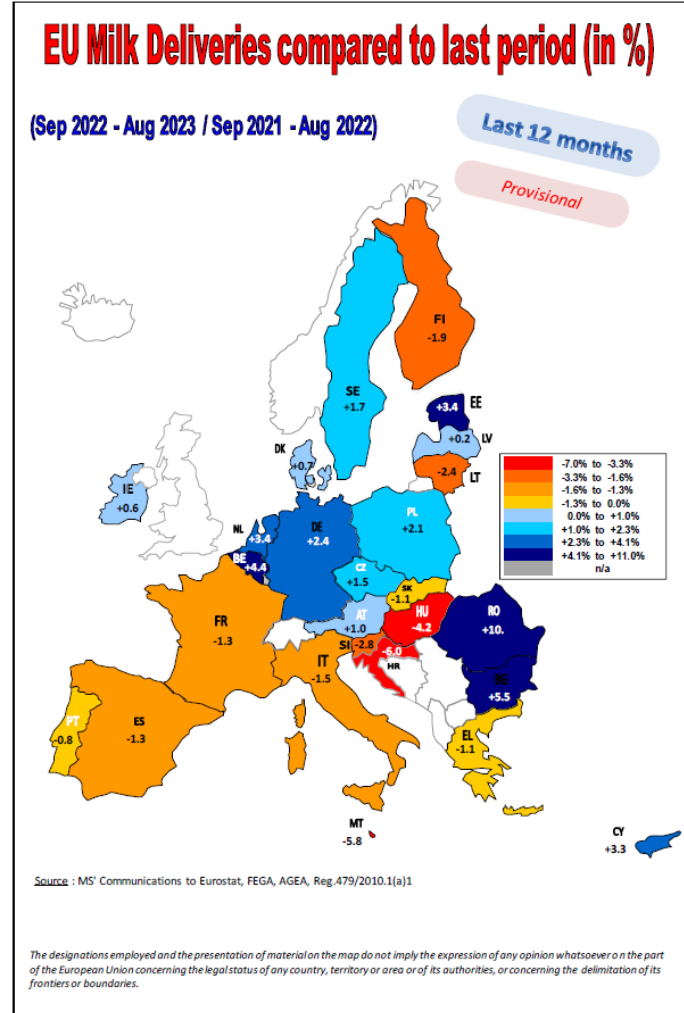 EU Milk Deliveries compared to last period (in %)
(Sep 2022 - Aug 2023 / Sep 2021 - Aug 2022)
Last 12 months
Provisional
FI
-1.9
SE
+1.7
EE
+3.4
DK
+0.7
+0.2
LV
-2.4
LT
IE
+0.6
NL
+3.4
DE
+2.4
PL
+2.1
BE
+4.4
CZ
+1.5
SK
-1.1
-7.0% to -3.3%
-3.3% to -1.6%
-1.6% to -1.3%
-1.3% to 0.0%
0.0% to +1.0%
+1.0% to +2.3%
+2.3% to +4.1%
+4.1% to +11.0%
n/a
AT
+1.0
HU
-4.2
RO
+10.
FR
-1.3
SI
-2.8
-6.0
HR
IT
-1.5
BG
+5.5
PT
-0.8
ES
-1.3
EL
-1.1
MT
-5.8
CY
+3.3
Source : MS' Communications to Eurostat, FEGA, AGEA, Reg.479/2010.1(a)1
The designations employed and the presentation of material on the map do not imply the expression of any opinion whatsoever on the part
of the European Union concerning the legal status of any country, territory or area or of its authorities, or concerning the delimitation of its
frontiers or boundaries.